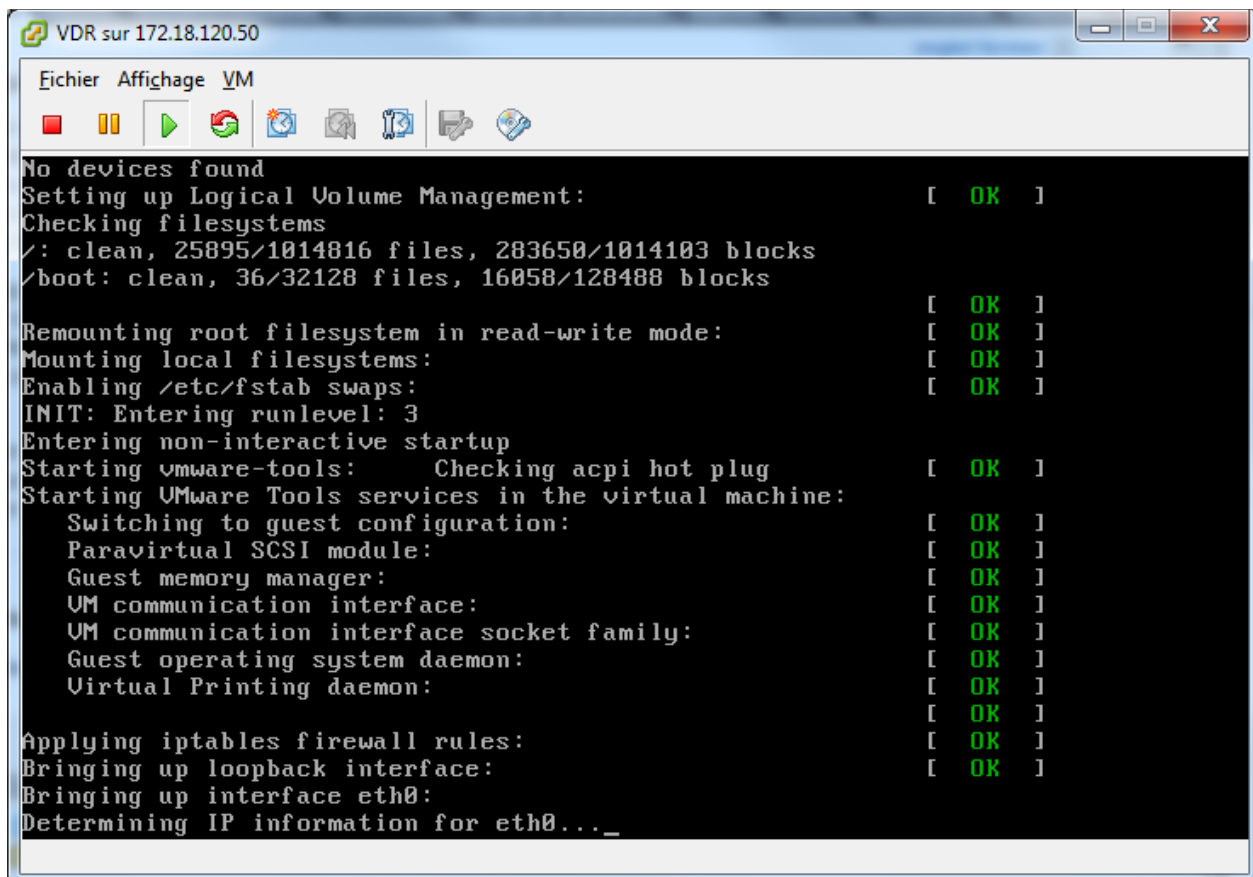 VDR sur 172.18.120.50
Fichier Affichage VM
No devices found
Setting up Logical Volume Management: [ OK ]
Checking filesystems
/: clean, 25895/1014816 files, 283650/1014103 blocks
/boot: clean, 36/32128 files, 16058/128488 blocks
[ OK ]
Remounting root filesystem in read-write mode: [ OK ]
Mounting local filesystems: [ OK ]
Enabling /etc/fstab swaps: [ OK ]
INIT: Entering runlevel: 3
Entering non-interactive startup
Starting vmware-tools: Checking acpi hot plug [ OK ]
Starting VMware Tools services in the virtual machine:
Switching to guest configuration: [ OK ]
Paravirtual SCSI module: [ OK ]
Guest memory manager: [ OK ]
VM communication interface: [ OK ]
VM communication interface socket family: [ OK ]
Guest operating system daemon: [ OK ]
Virtual Printing daemon: [ OK ]
[ OK ]
Applying iptables firewall rules: [ OK ]
Bringing up loopback interface: [ OK ]
Bringing up interface eth0:
Determining IP information for eth0..._